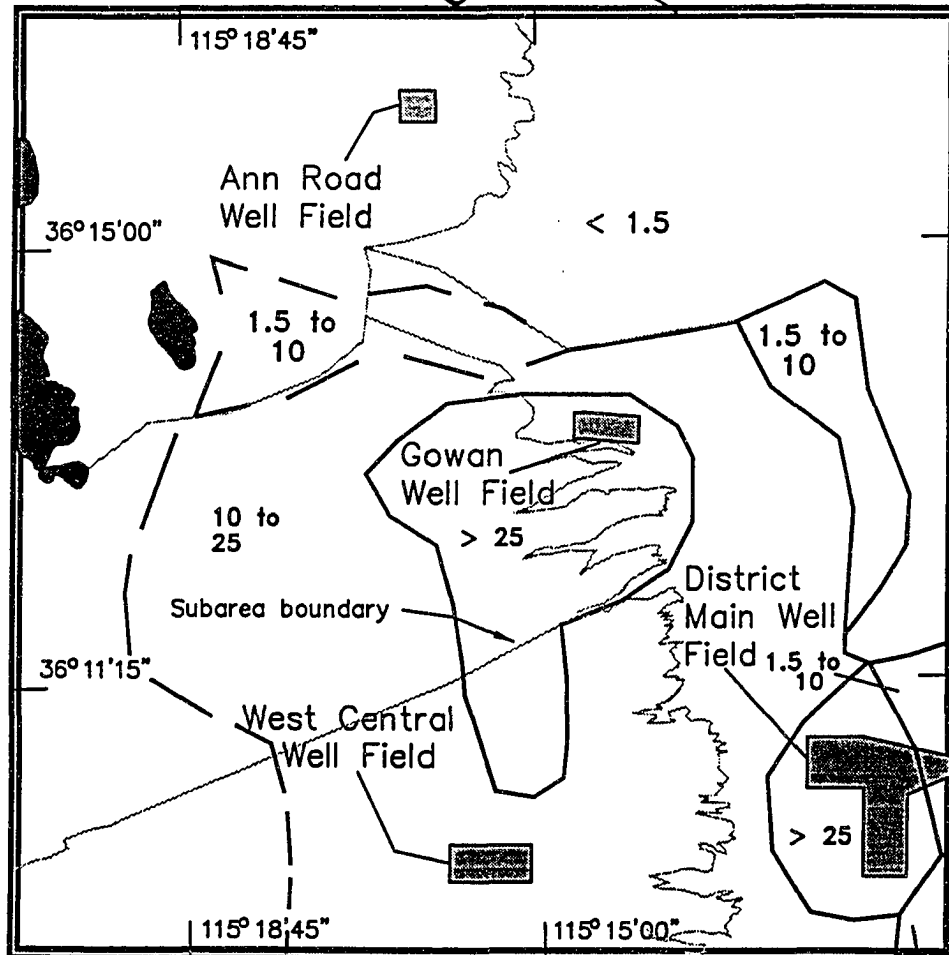 115° 18'45"
Ann Road
Well Field
36° 15'00"
< 1.5
1.5 to
10
1.5 to
10
Gowan
Well Field
10 to
25
> 25
District
Main Well
Field
Subarea boundary
1.5 to
10
36° 11'15"
West Central
Well Field
> 25
115° 18'45"
115° 15'00"